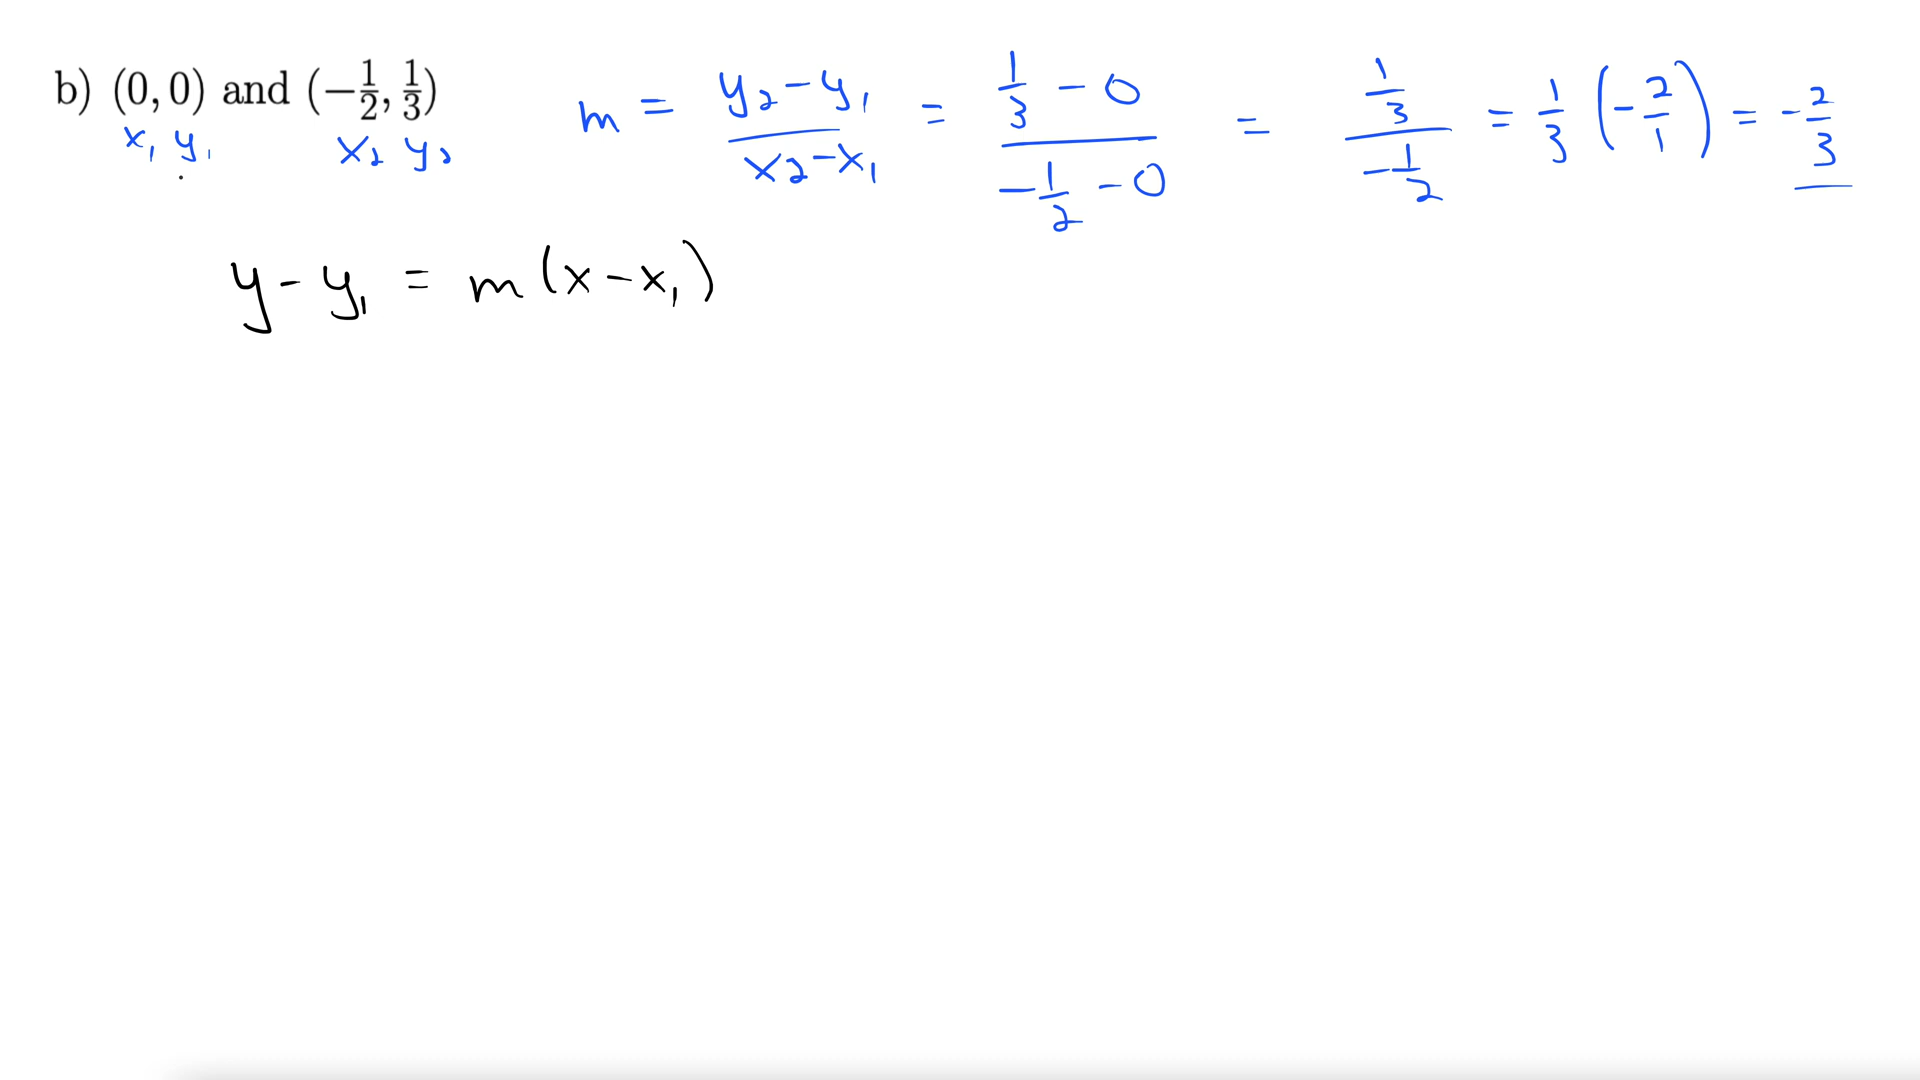 b) (0, 0) and (−1/2, 1/3) m = (y₂−y₁)/(x₂−x₁) = (1/3 − 0)/(−1/2 − 0) = (1/3)/(−1/2) = 1/3 (−2/1) = −2/3
x₁ y₁ x₂ y₂
y − y₁ = m(x − x₁)